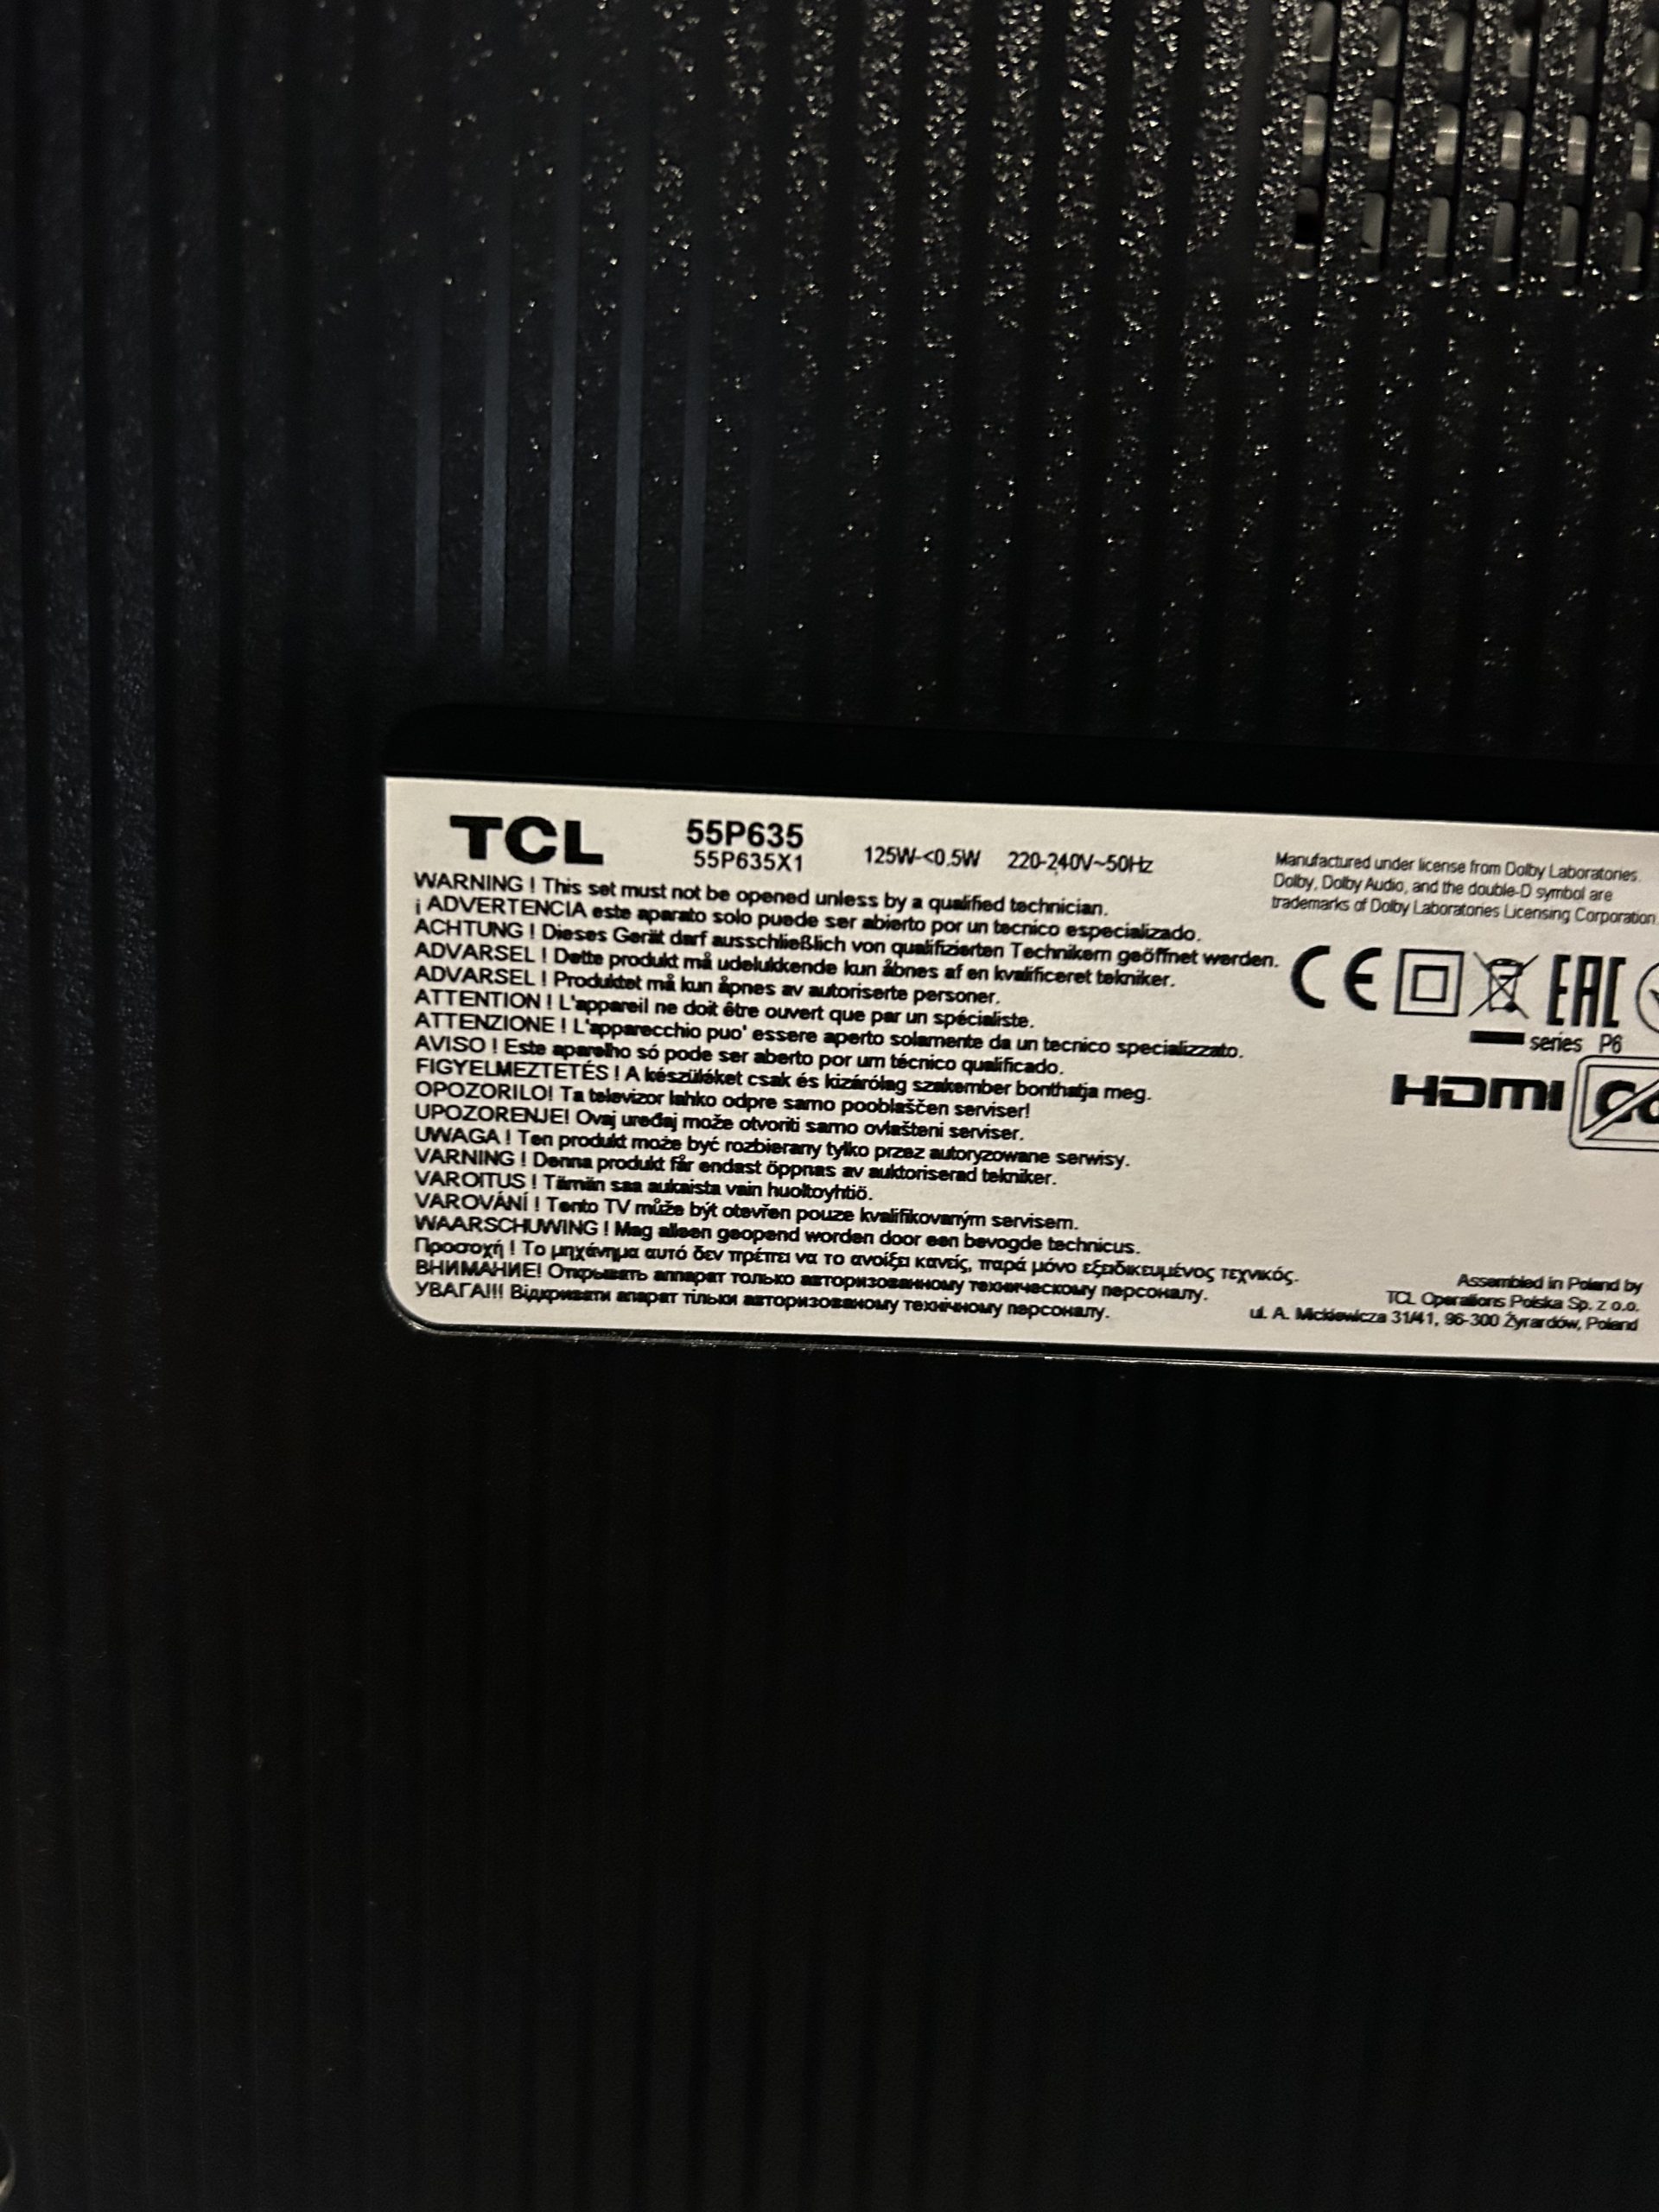 TCL 55P635
55P635X1 125W-<0.5W 220-240V~50Hz
WARNING ! This set must not be opened unless by a qualified technician.
¡ ADVERTENCIA este aparato solo puede ser abierto por un tecnico especializado.
ACHTUNG ! Dieses Gerät darf ausschließlich von qualifizierten Technikern geöffnet werden.
ADVARSEL ! Dette produkt må udelukkende kun åbnes af en kvalificeret tekniker.
ADVARSEL ! Produktet må kun åpnes av autoriserte personer.
ATTENTION ! L'appareil ne doit être ouvert que par un spécialiste.
ATTENZIONE ! L'apparecchio puo' essere aperto solamente da un tecnico specializzato.
AVISO ! Este aparelho só pode ser aberto por um técnico qualificado.
FIGYELMEZTETÉS ! A készüléket csak és kizárólag szakember bonthatja meg.
OPOZORILO! Ta televizor lahko odpre samo pooblaščen serviser!
UPOZORENJE! Ovaj uređaj može otvoriti samo ovlašteni serviser.
UWAGA ! Ten produkt może być rozbierany tylko przez autoryzowane serwisy.
VARNING ! Denna produkt får endast öppnas av auktoriserad tekniker.
VAROITUS ! Tämän saa aukaista vain huoltoyhtiö.
VAROVÁNÍ ! Tento TV může být otevřen pouze kvalifikovaným servisem.
WAARSCHUWING ! Mag alleen geopend worden door een bevogde technicus.
Προσοχή ! Το μηχάνημα αυτό δεν πρέπει να το ανοίξει κανείς, παρά μόνο εξειδικευμένος τεχνικός.
ВНИМАНИЕ! Открывать аппарат только авторизованному техническому персоналу.
УВАГА!!! Відкривати апарат тільки авторизованому технічному персоналу.
Manufactured under license from Dolby Laboratories.
Dolby, Dolby Audio, and the double-D symbol are
trademarks of Dolby Laboratories Licensing Corporation.
CE EAC
series P6
HDMI
Assembled in Poland by
TCL Operations Polska Sp. z o.o.
ul. A. Mickiewicza 31/41, 96-300 Żyrardów, Poland